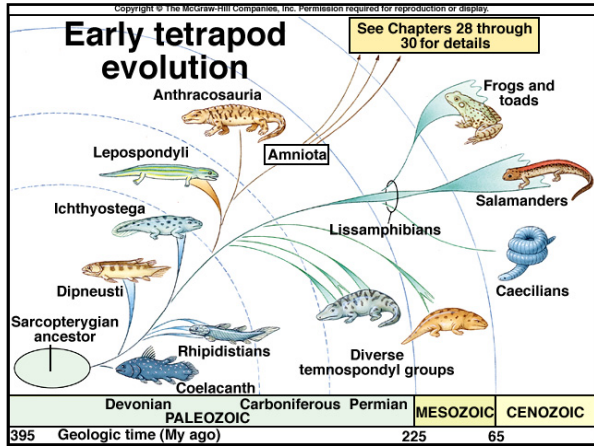 Copyright © The McGraw-Hill Companies, Inc. Permission required for reproduction or display.
Early tetrapod
evolution
See Chapters 28 through
30 for details
Anthracosauria
Frogs and
toads
Lepospondyli
Amniota
Ichthyostega
Salamanders
Lissamphibians
Dipneusti
Caecilians
Sarcopterygian
ancestor
Rhipidistians
Diverse
temnospondyl groups
Coelacanth
Devonian Carboniferous Permian
PALEOZOIC
MESOZOIC CENOZOIC
395 Geologic time (My ago) 225 65